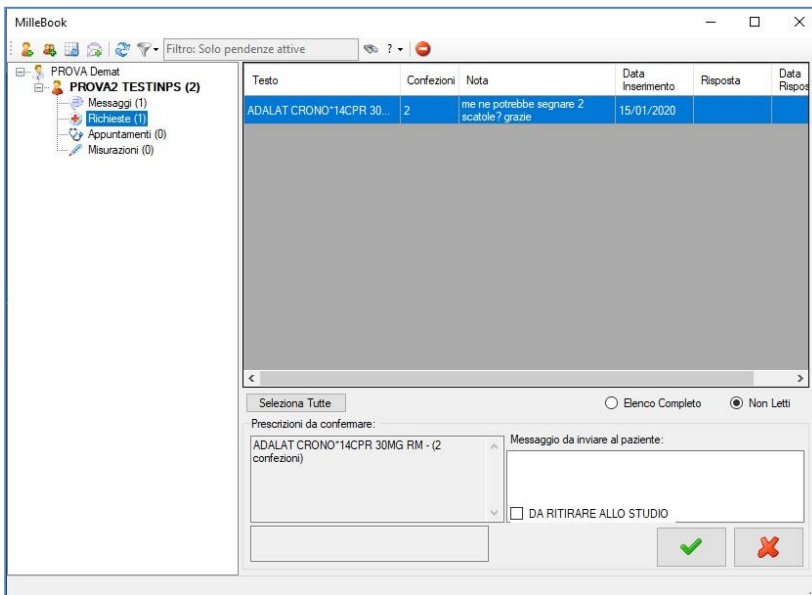 MilleBook
Filtro: Solo pendenze attive
?
PROVA Demat
PROVA2 TESTINPS (2)
Messaggi (1)
Richieste (1)
Appuntamenti (0)
Misurazioni (0)
Testo Confezioni Nota Data Inserimento Risposta Data Rispos
ADALAT CRONO*14CPR 30... 2 me ne potrebbe segnare 2
scatole? grazie 15/01/2020
Seleziona Tutte Elenco Completo Non Letti
Prescrizioni da confermare:
ADALAT CRONO*14CPR 30MG RM - (2
confezioni)
Messaggio da inviare al paziente:
DA RITIRARE ALLO STUDIO